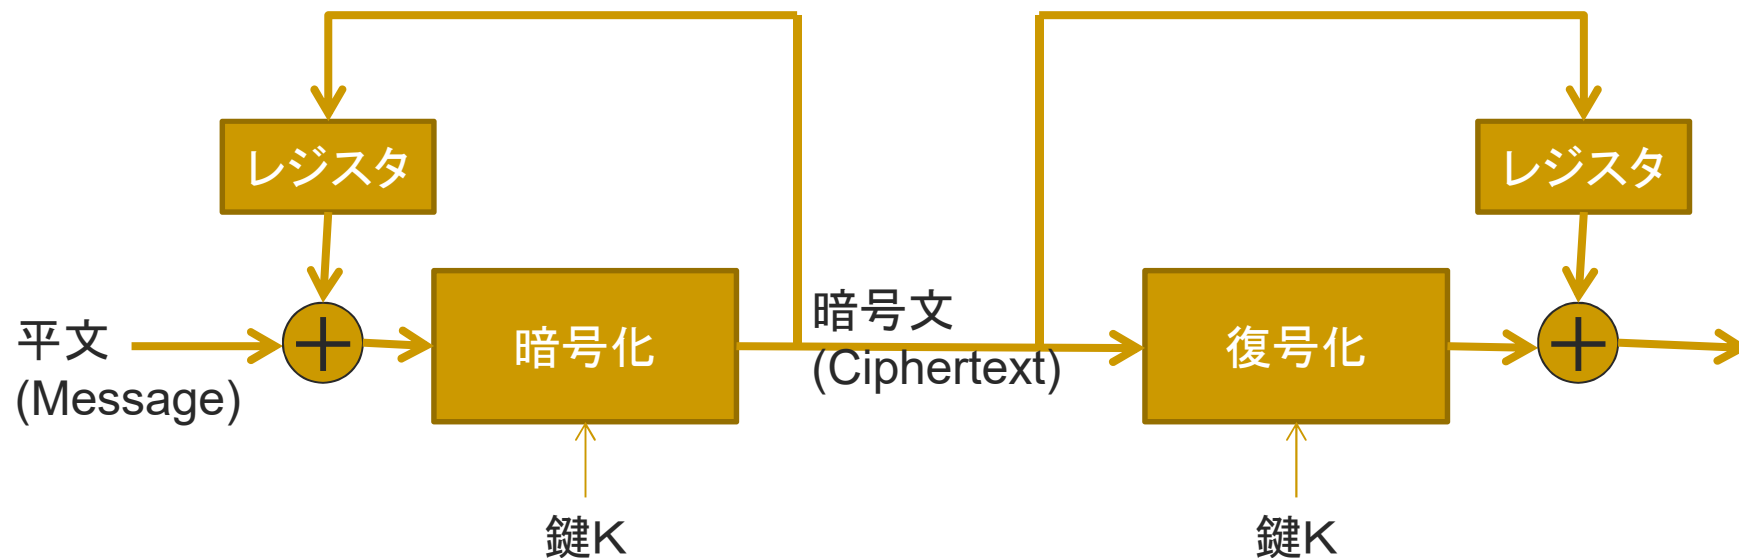 レジスタ
レジスタ
平文
(Message)
暗号化
暗号文
(Ciphertext)
復号化
鍵K
鍵K